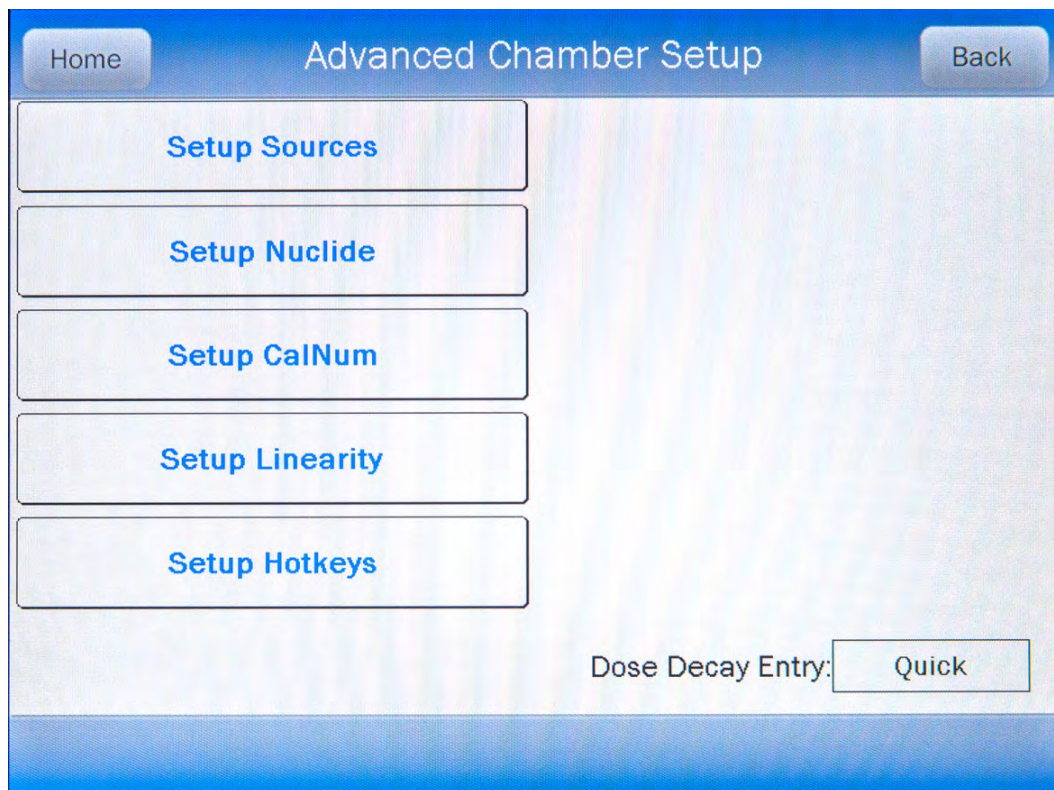 Home
Advanced Chamber Setup
Back
Setup Sources
Setup Nuclide
Setup CalNum
Setup Linearity
Setup Hotkeys
Dose Decay Entry:
Quick